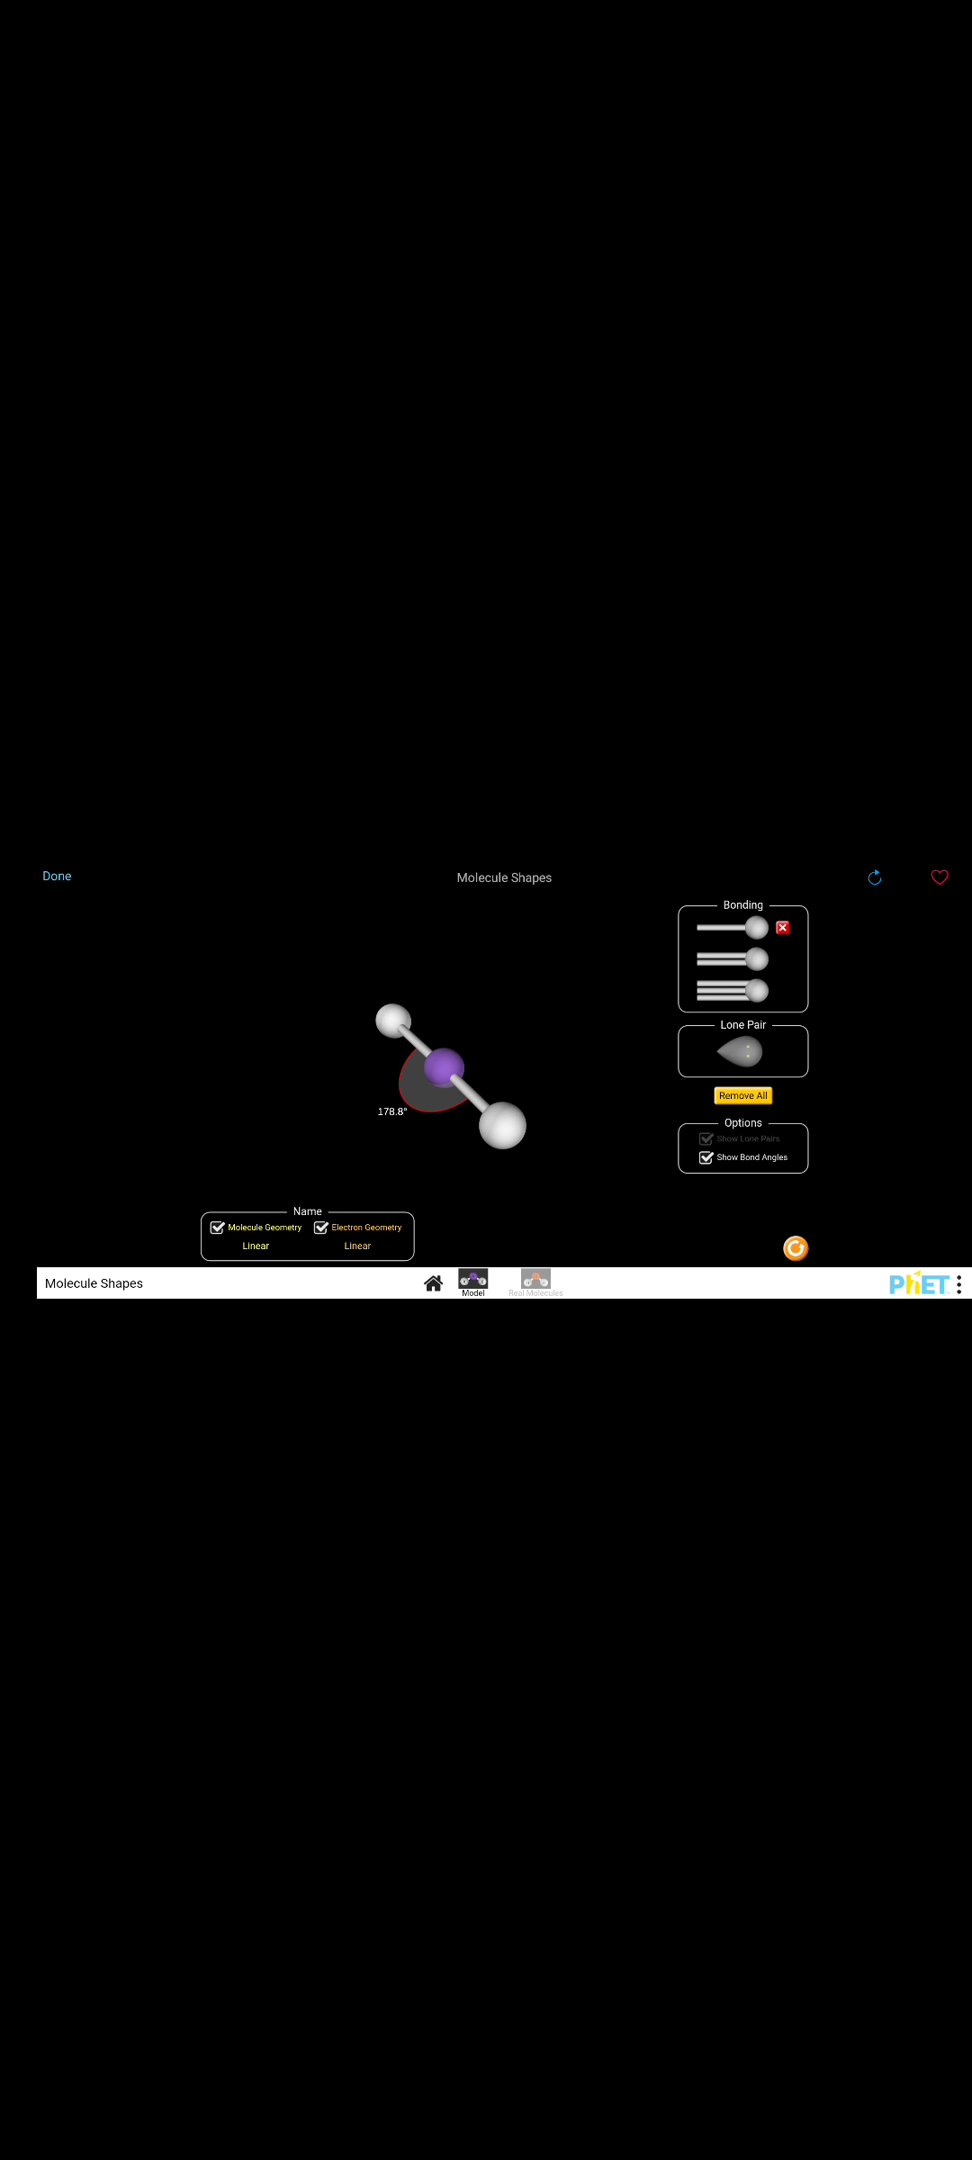 Done
Molecule Shapes
Bonding
Lone Pair
178.8°
Remove All
Options
Show Lone Pairs
Show Bond Angles
Name
Molecule Geometry
Electron Geometry
Linear
Linear
Molecule Shapes
Model
Real Molecules
PhET